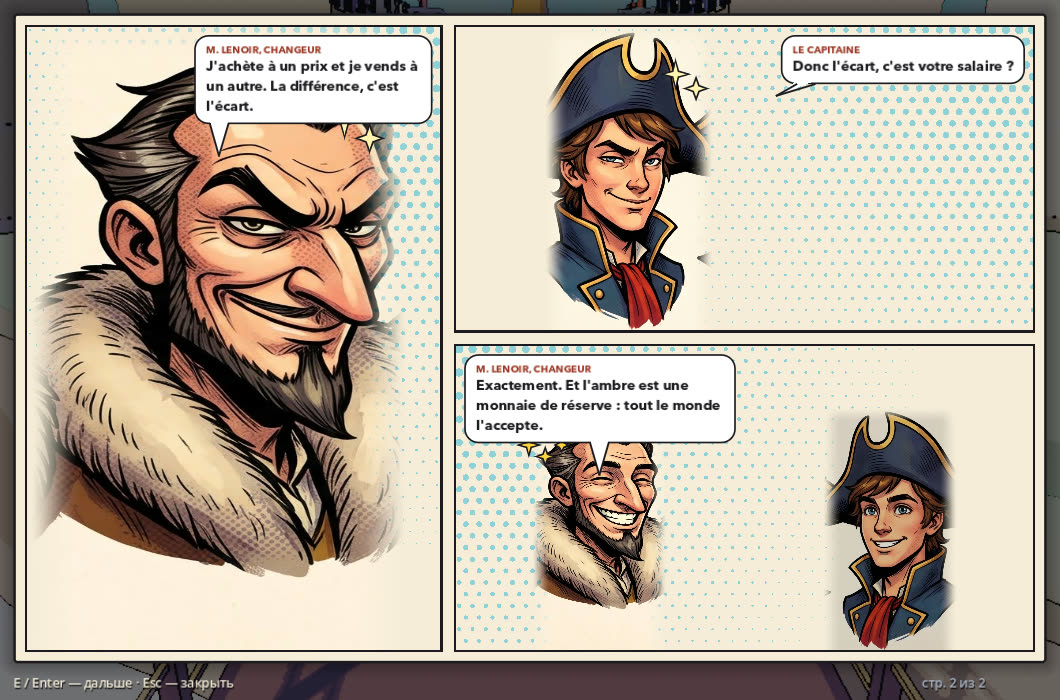 M. LENOIR, CHANGEUR
J'achète à un prix et je vends à
un autre. La différence, c'est
l'écart.
LE CAPITAINE
Donc l'écart, c'est votre salaire ?
M. LENOIR, CHANGEUR
Exactement. Et l'ambre est une
monnaie de réserve : tout le monde
l'accepte.
E / Enter — дальше · Esc — закрыть
стр. 2 из 2